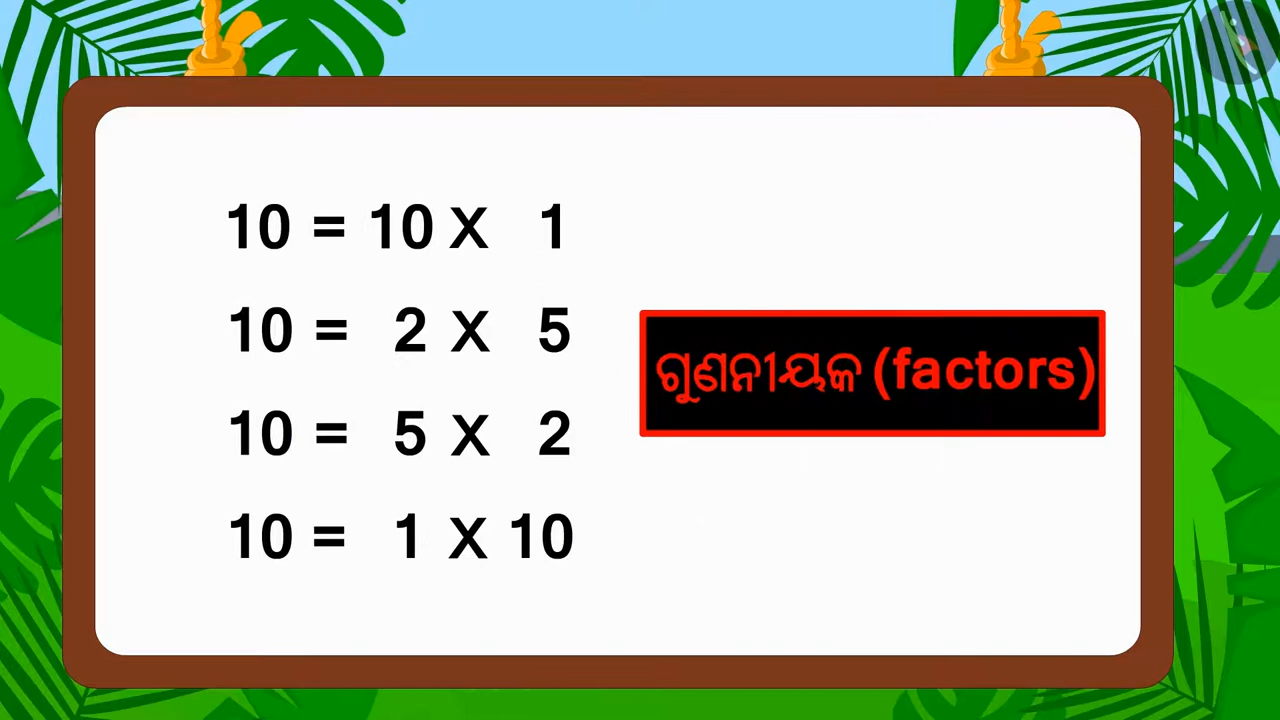 10 = 10 X 1
10 = 2 X 5
10 = 5 X 2
10 = 1 X 10
ଗୁଣନୀୟକ (factors)